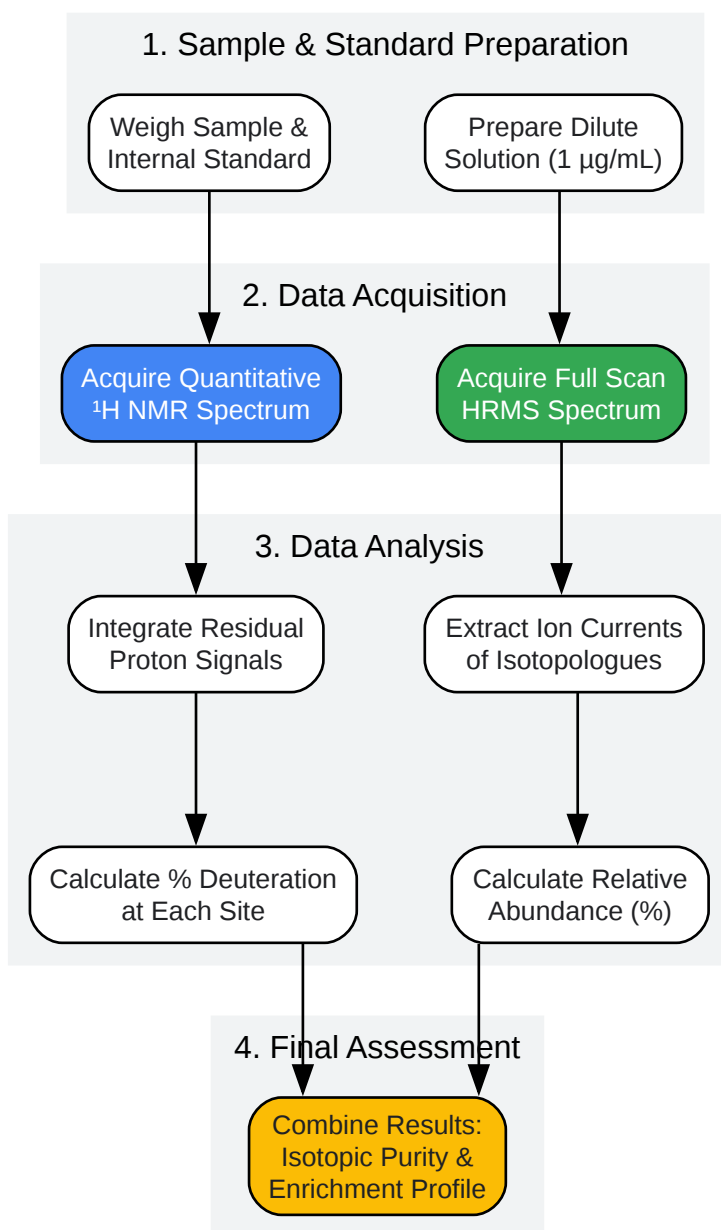 1. Sample & Standard Preparation
Weigh Sample &
Internal Standard
Prepare Dilute
Solution (1 µg/mL)
2. Data Acquisition
Acquire Quantitative
¹H NMR Spectrum
Acquire Full Scan
HRMS Spectrum
3. Data Analysis
Integrate Residual
Proton Signals
Extract Ion Currents
of Isotopologues
Calculate % Deuteration
at Each Site
Calculate Relative
Abundance (%)
4. Final Assessment
Combine Results:
Isotopic Purity &
Enrichment Profile